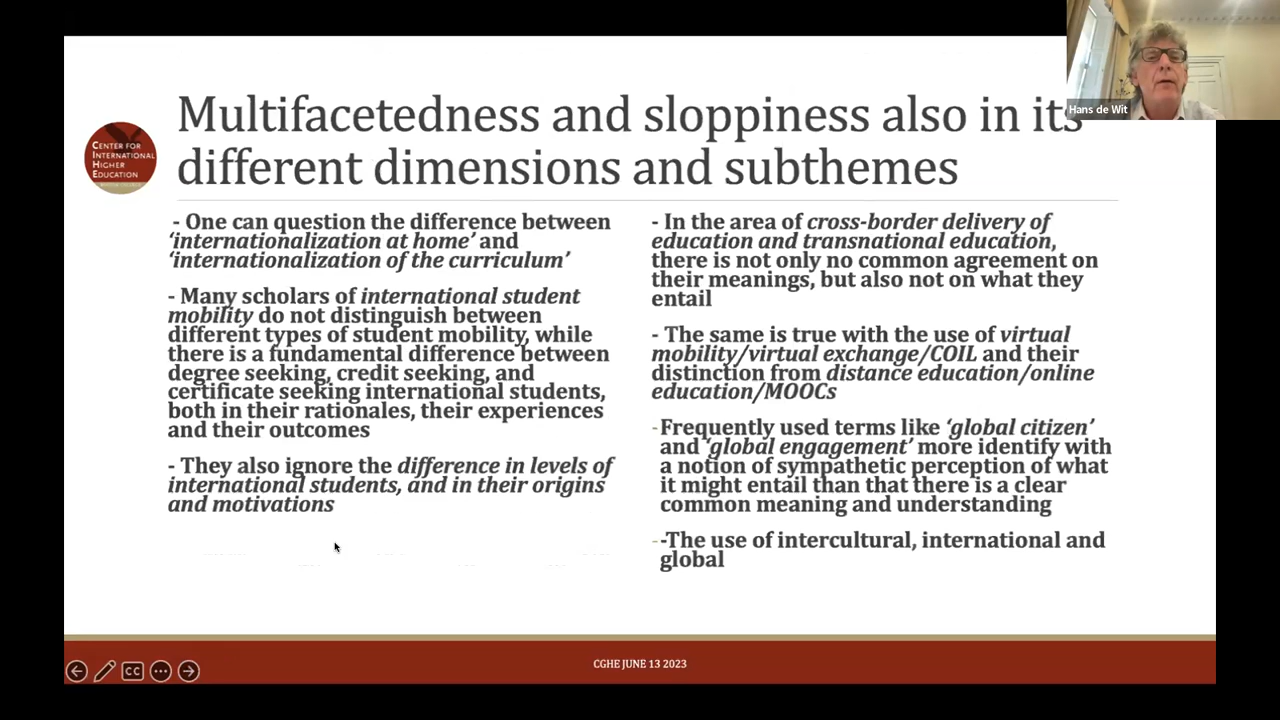 Hans de Wit
Multifacetedness and sloppiness also in its
different dimensions and subthemes
CENTER FOR
INTERNATIONAL
HIGHER
EDUCATION
- One can question the difference between
‘internationalization at home’ and
‘internationalization of the curriculum’
- Many scholars of international student
mobility do not distinguish between
different types of student mobility, while
there is a fundamental difference between
degree seeking, credit seeking, and
certificate seeking international students,
both in their rationales, their experiences
and their outcomes
- They also ignore the difference in levels of
international students, and in their origins
and motivations
- In the area of cross-border delivery of
education and transnational education,
there is not only no common agreement on
their meanings, but also not on what they
entail
- The same is true with the use of virtual
mobility/virtual exchange/COIL and their
distinction from distance education/online
education/MOOCs
-Frequently used terms like ‘global citizen’
and ‘global engagement’ more identify with
a notion of sympathetic perception of what
it might entail than that there is a clear
common meaning and understanding
--The use of intercultural, international and
global
CGHE JUNE 13 2023
CC